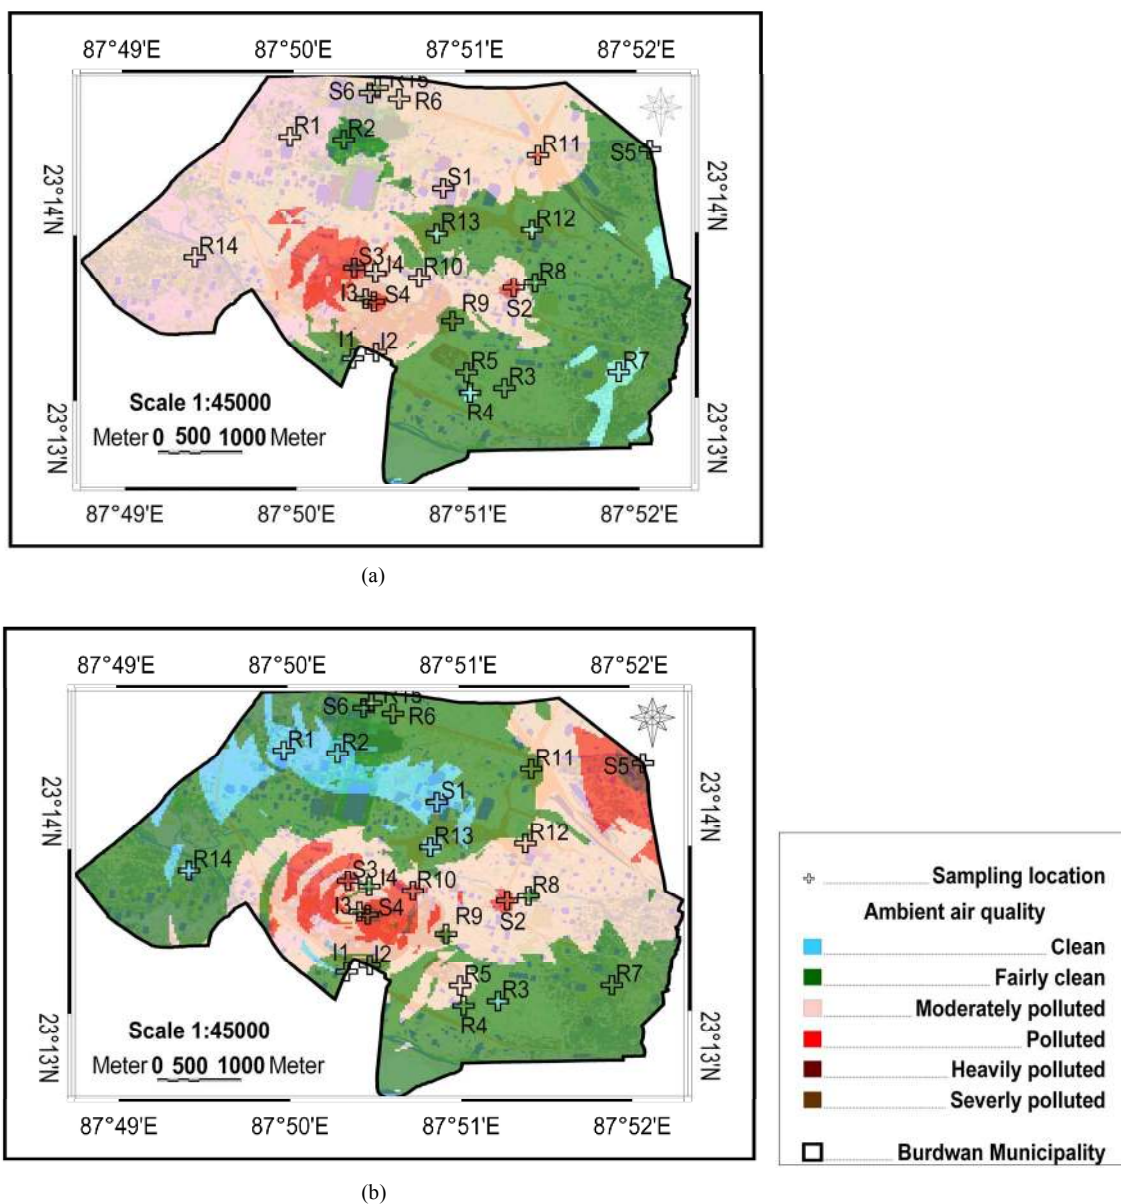 87°49'E 87°50'E 87°51'E 87°52'E
S6 R15
R6
R1 R2 R11
S5
S1
R13 R12
R14
S3 I4 R10 R8
I3 S4 S2
R9
I1 I2
R5 R3 R7
R4
23°14'N
23°13'N
23°14'N
23°13'N
Scale 1:45000
Meter 0 500 1000 Meter
87°49'E 87°50'E 87°51'E 87°52'E
(a)
87°49'E 87°50'E 87°51'E 87°52'E
S6 R15
R6
R1 R2 R11
S5
S1
R13 R12
R14
S3 I4 R10 R8
I3 S4 S2
R9
I1 I2
R5 R3 R7
R4
23°14'N
23°13'N
23°14'N
23°13'N
Scale 1:45000
Meter 0 500 1000 Meter
87°49'E 87°50'E 87°51'E 87°52'E
(b)
Sampling location
Ambient air quality
Clean
Fairly clean
Moderately polluted
Polluted
Heavily polluted
Severly polluted
Burdwan Municipality